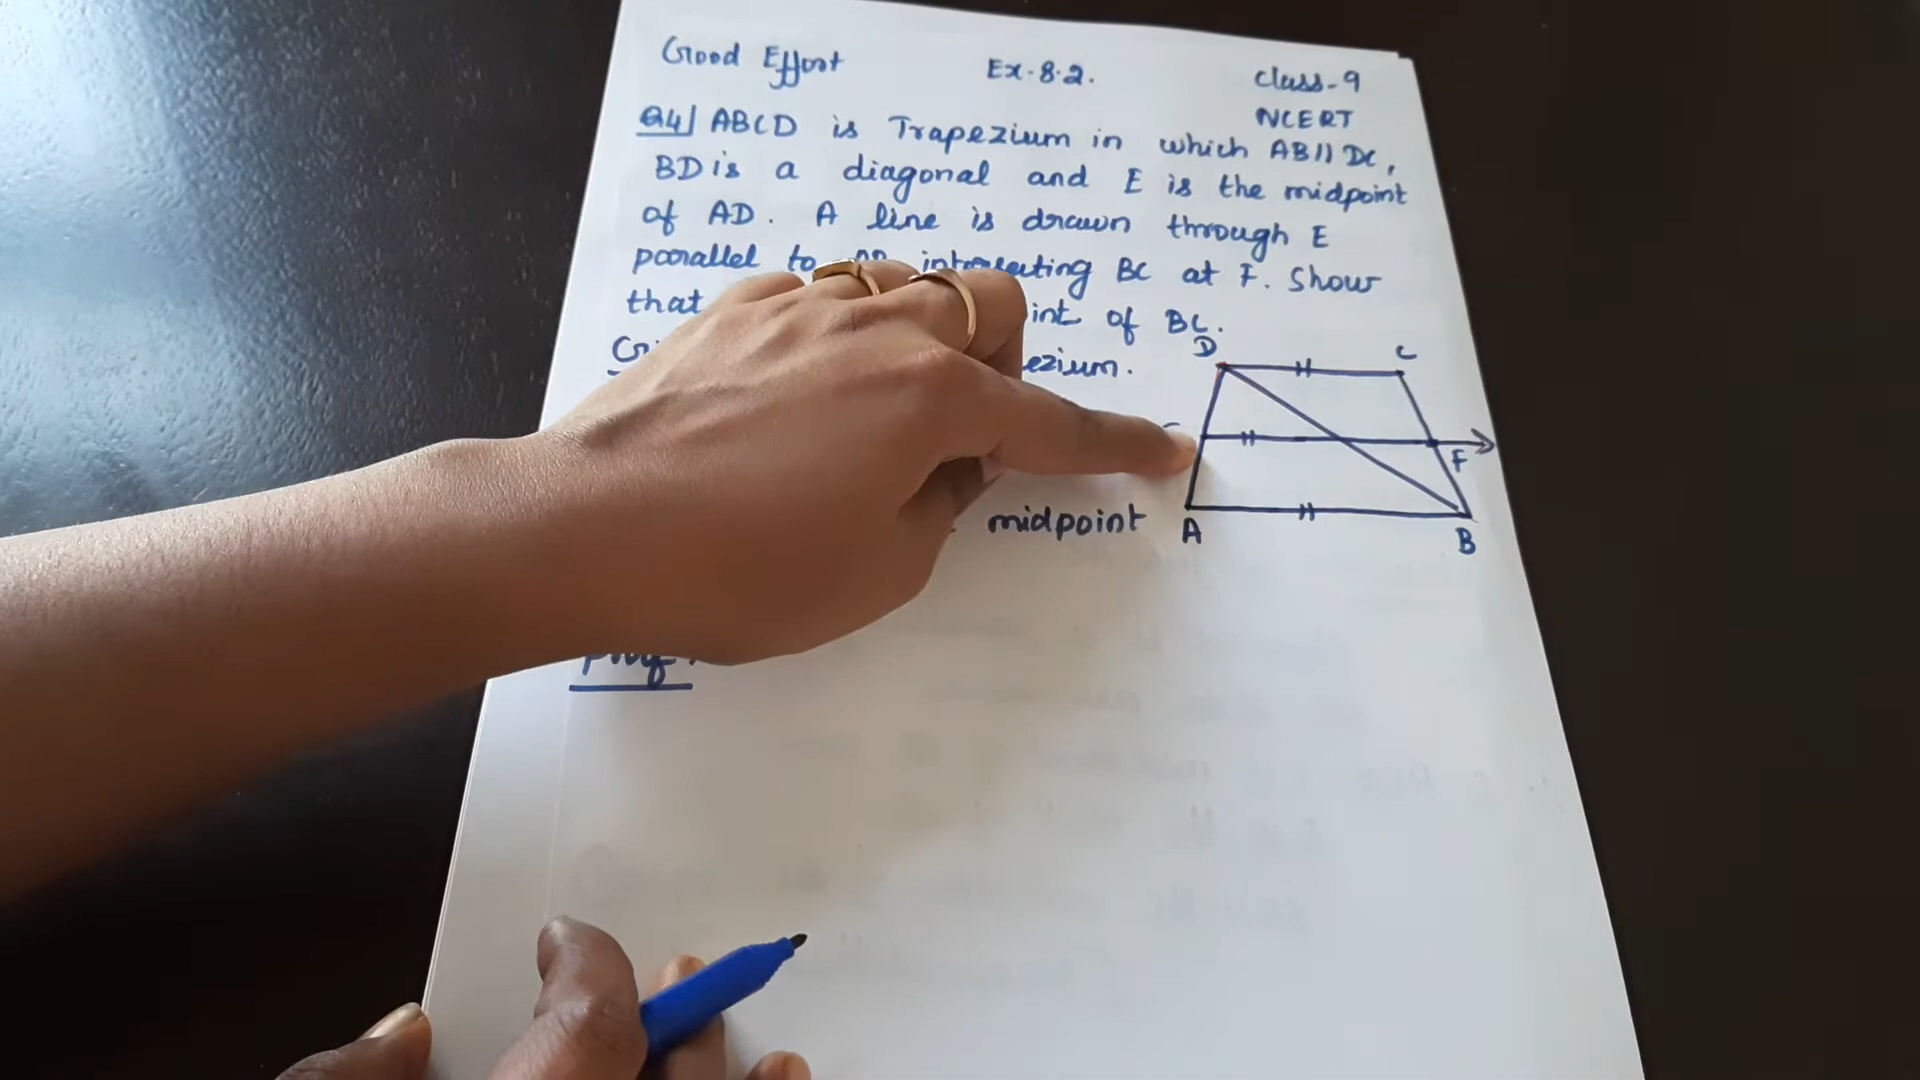 Good Effort Ex.8.2. Class-9
NCERT
Q4| ABCD is Trapezium in which AB || DC,
BD is a diagonal and E is the midpoint
of AD. A line is drawn through E
parallel to intersecting BC at F. Show
that int of BC.
ezium.
D C
F
midpoint A B
Proof: